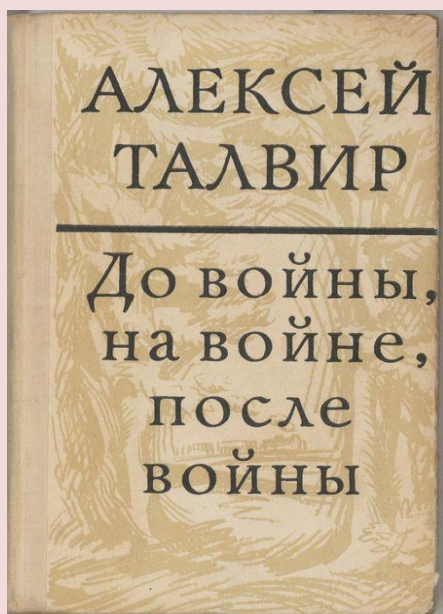 АЛЕКСЕЙ
ТАЛВИР
До войны,
на войне,
после
войны